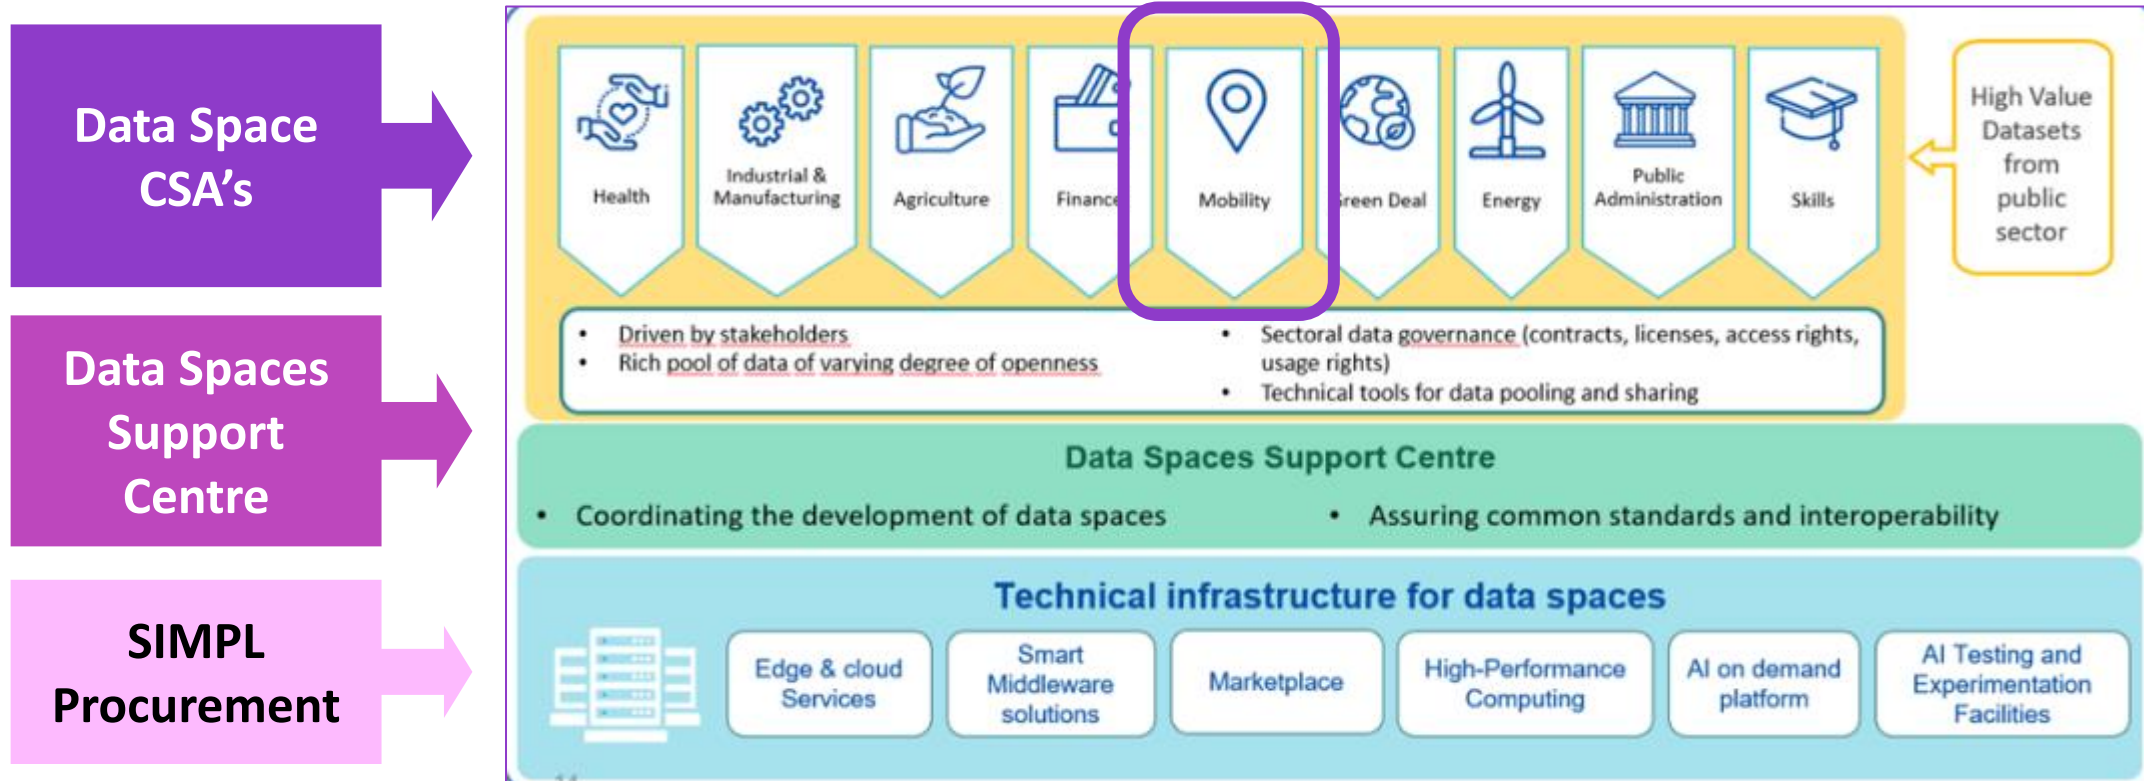 Data Space
CSA's
Data Spaces
Support
Centre
SIMPL
Procurement
Health
Industrial &
Manufacturing
Agriculture
Finance
Mobility
Green Deal
Energy
Public
Administration
Skills
High Value
Datasets
from
public
sector
• Driven by stakeholders
• Rich pool of data of varying degree of openness
• Sectoral data governance (contracts, licenses, access rights,
usage rights)
• Technical tools for data pooling and sharing
Data Spaces Support Centre
• Coordinating the development of data spaces
• Assuring common standards and interoperability
Technical infrastructure for data spaces
Edge & cloud
Services
Smart
Middleware
solutions
Marketplace
High-Performance
Computing
AI on demand
platform
AI Testing and
Experimentation
Facilities